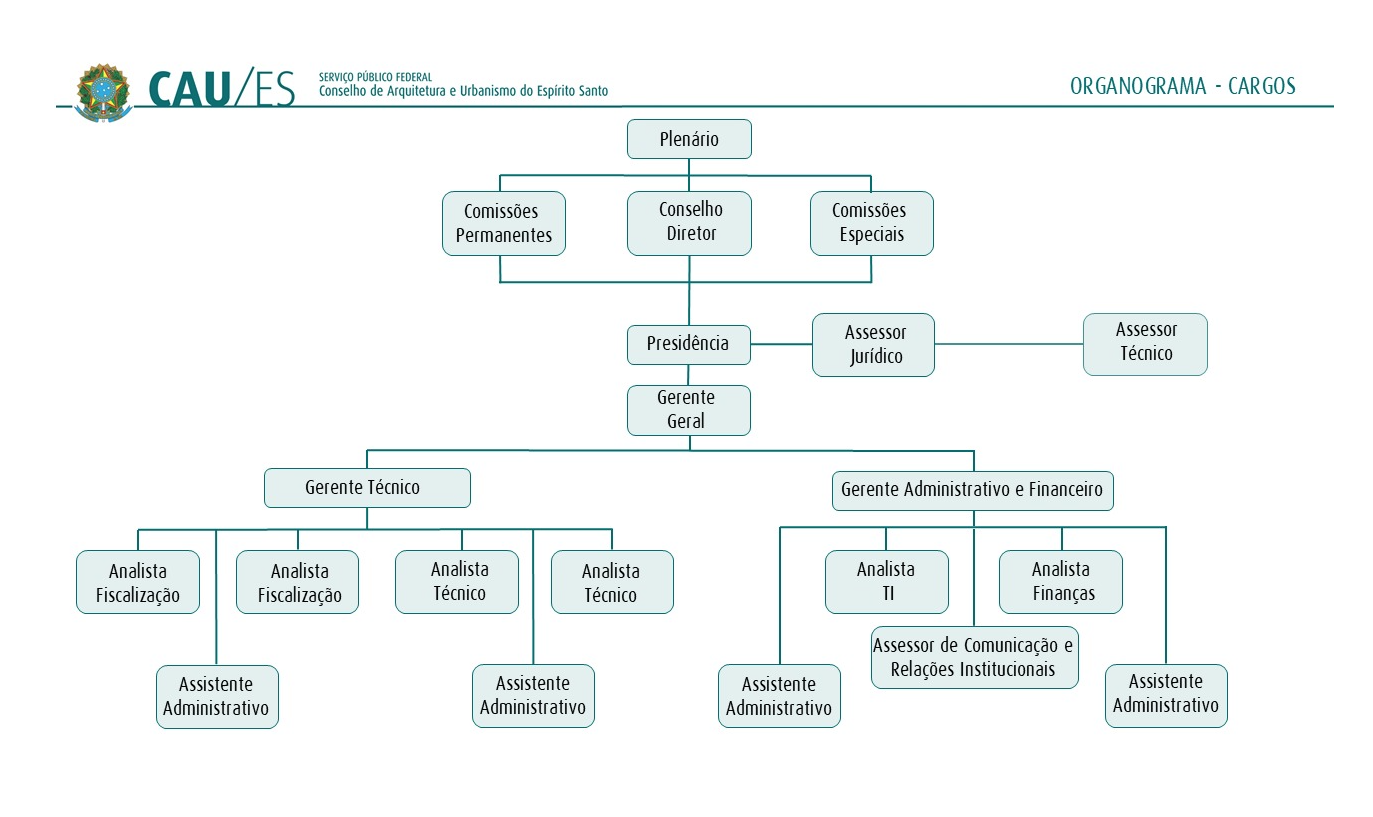 CAU/ES
SERVIÇO PÚBLICO FEDERAL
Conselho de Arquitetura e Urbanismo do Espírito Santo
ORGANOGRAMA - CARGOS
Plenário
Comissões
Permanentes
Conselho
Diretor
Comissões
Especiais
Presidência
Assessor
Jurídico
Assessor
Técnico
Gerente
Geral
Gerente Técnico
Gerente Administrativo e Financeiro
Analista
Fiscalização
Analista
Fiscalização
Analista
Técnico
Analista
Técnico
Analista
TI
Analista
Finanças
Assessor de Comunicação e
Relações Institucionais
Assistente
Administrativo
Assistente
Administrativo
Assistente
Administrativo
Assistente
Administrativo